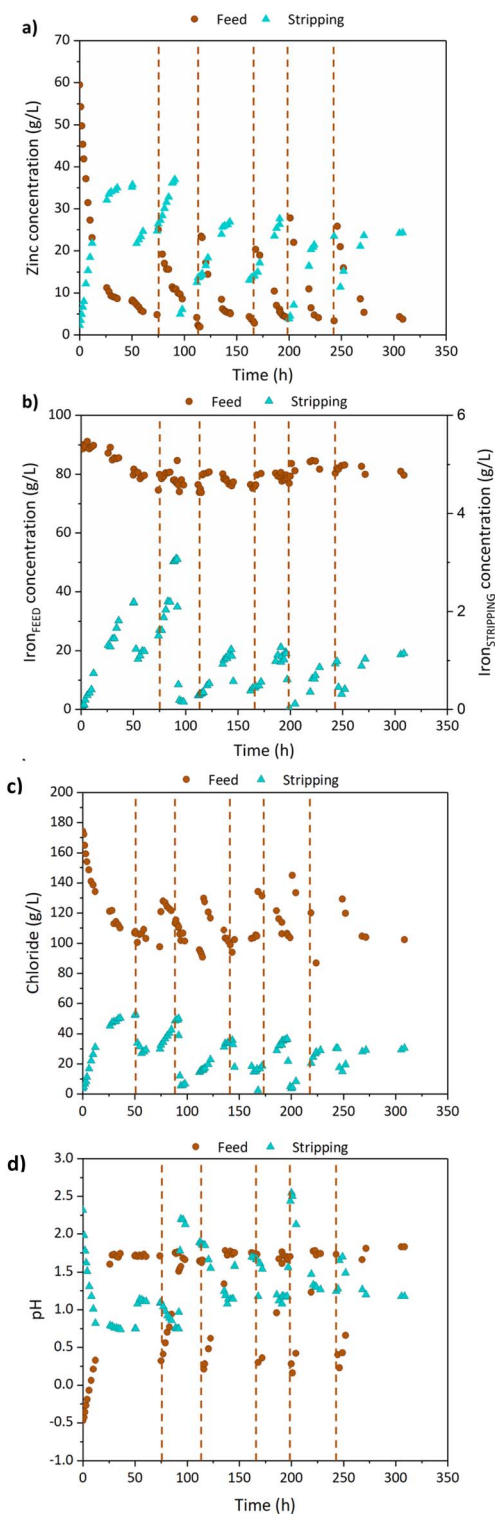 Feed Stripping
a)
70
60
50
40
30
20
10
0
Zinc concentration (g/L)
0 50 100 150 200 250 300 350
Time (h)
b)
Feed Stripping
100
80
60
40
20
0
IronFEED concentration (g/L)
6
4
2
0
IronSTRIPPING concentration (g/L)
0 50 100 150 200 250 300 350
Time (h)
c)
Feed Stripping
200
180
160
140
120
100
80
60
40
20
0
Chloride (g/L)
0 50 100 150 200 250 300 350
Time (h)
d)
Feed Stripping
3.0
2.5
2.0
1.5
1.0
0.5
0.0
-0.5
-1.0
pH
0 50 100 150 200 250 300 350
Time (h)